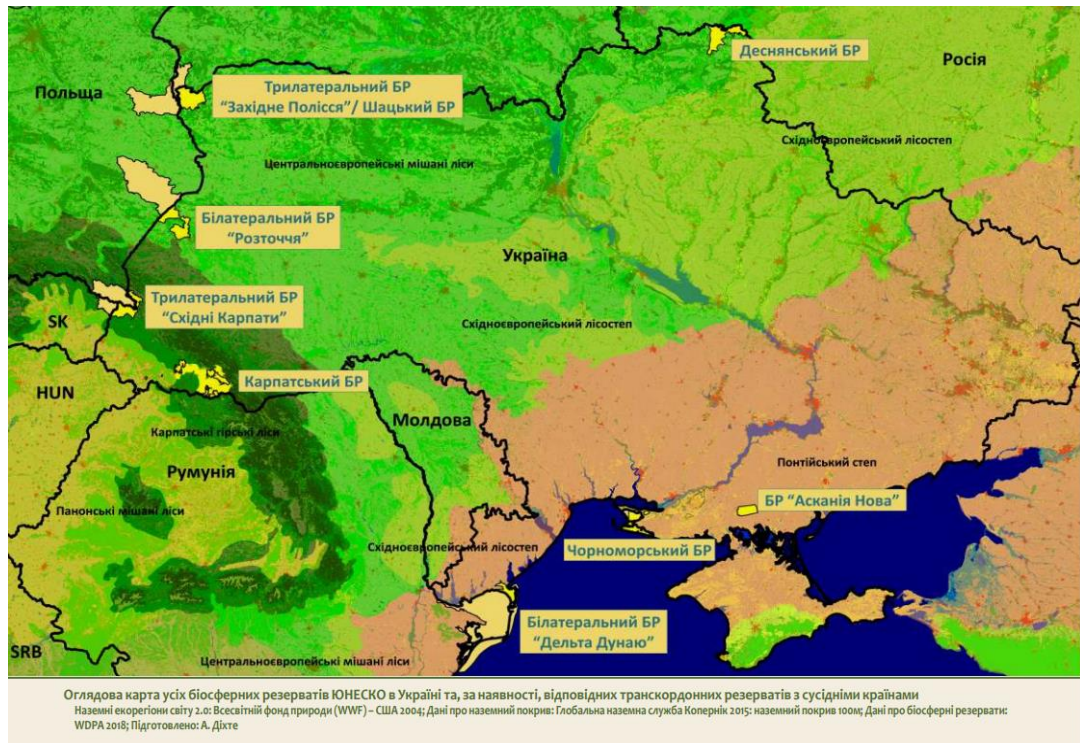 Деснянський БР
Росія
Польща
Трилатеральний БР
"Західне Полісся"/ Шацький БР
Східноєвропейський лісостеп
Центральноєвропейські мішані ліси
Білатеральний БР
"Розточчя"
Україна
Трилатеральний БР
"Східні Карпати"
SK
Східноєвропейський лісостеп
Карпатський БР
HUN
Молдова
Карпатські гірські ліси
Румунія
Понтійський степ
БР "Асканія Нова"
Панонські мішані ліси
Східноєвропейський лісостеп
Чорноморський БР
Білатеральний БР
"Дельта Дунаю"
SRB
Центральноєвропейські мішані ліси
Оглядова карта усіх біосферних резерватів ЮНЕСКО в Україні та, за наявності, відповідних транскордонних резерватів з сусідніми країнами
Наземні екорегіони світу 2.0: Всесвітній фонд природи (WWF) – США 2004; Дані про наземний покрив: Глобальна наземна служба Копернік 2015: наземний покрив 100м; Дані про біосферні резервати:
WDPA 2018; Підготовлено: А. Діхте